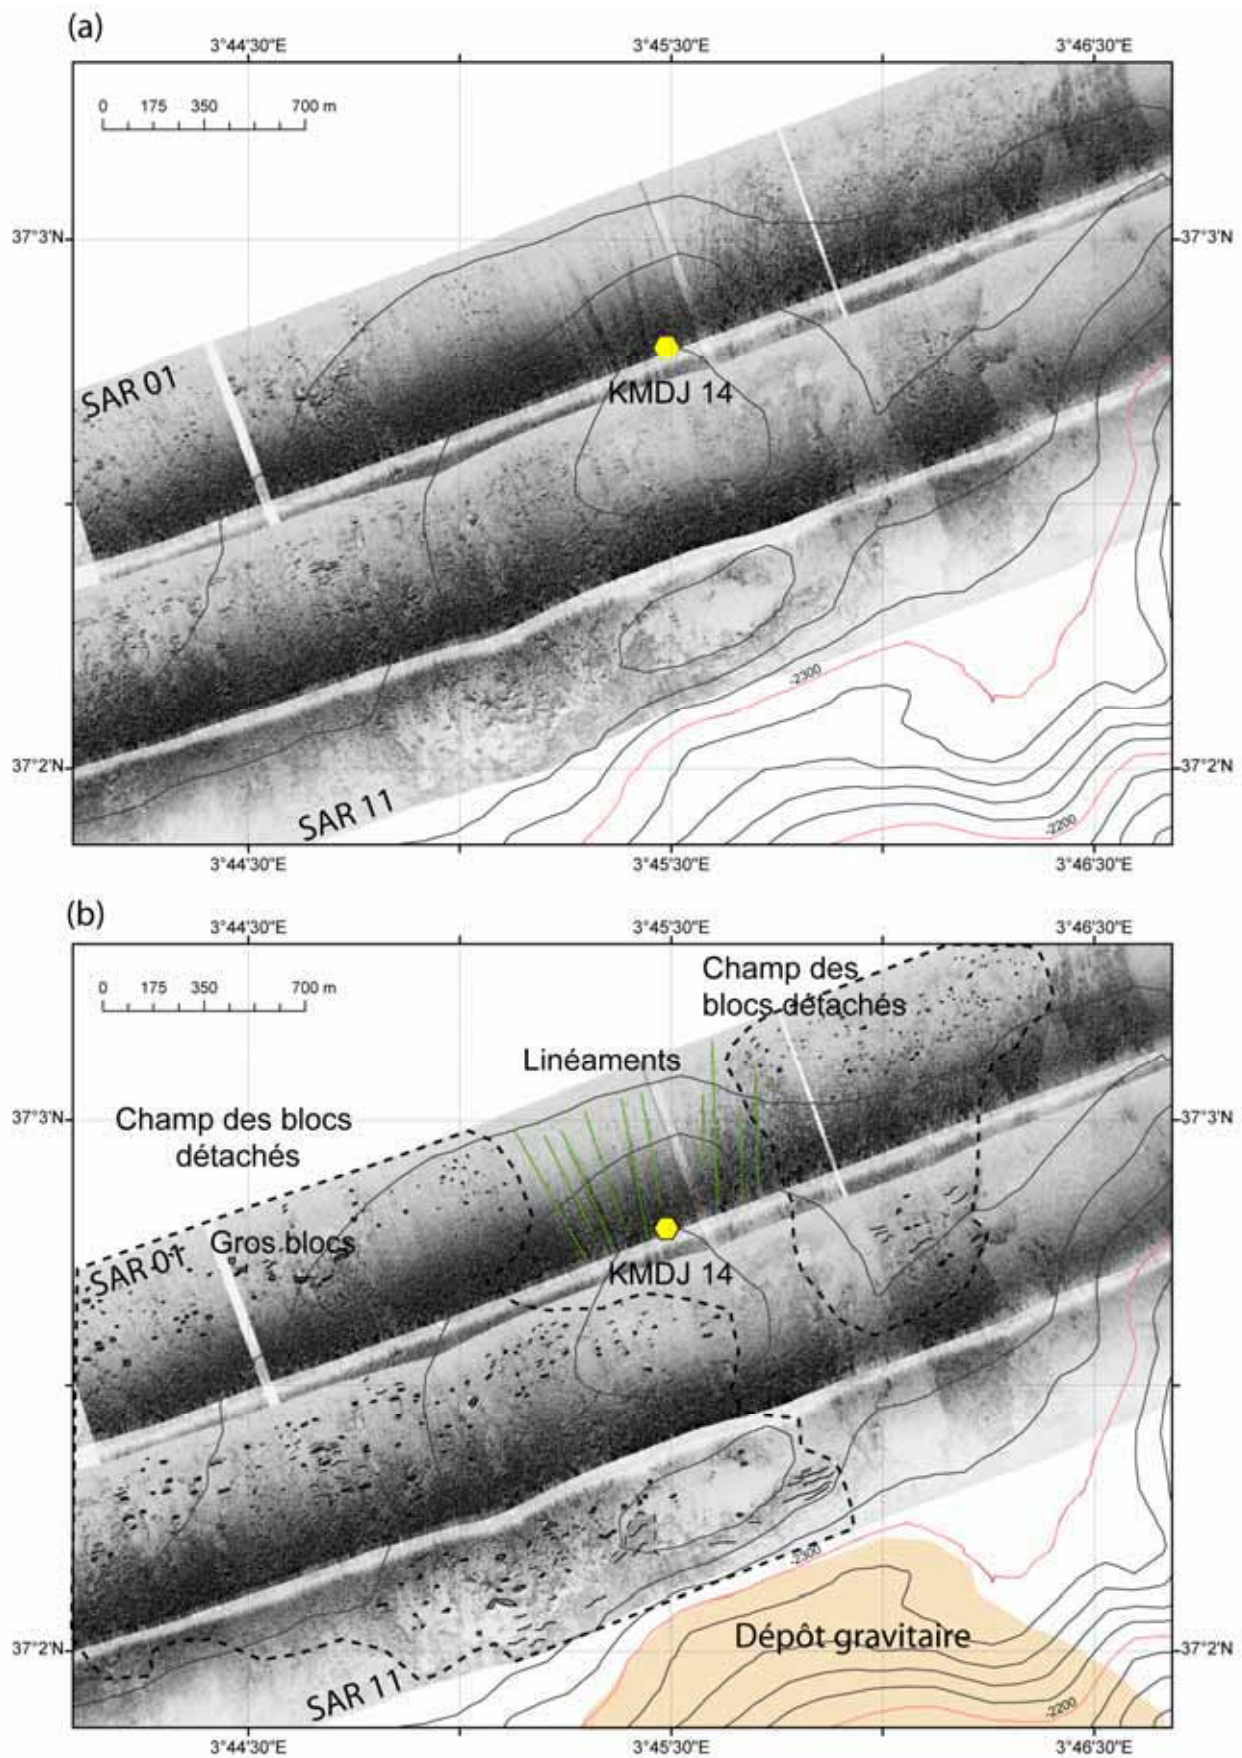 (a)
3°44'30"E 3°45'30"E 3°46'30"E
0 175 350 700 m
37°3'N 37°3'N
SAR 01
KMDJ 14
-2300
37°2'N 37°2'N
SAR 11
-2200
3°44'30"E 3°45'30"E 3°46'30"E
(b)
3°44'30"E 3°45'30"E 3°46'30"E
Champ des
blocs détachés
0 175 350 700 m
Linéaments
37°3'N 37°3'N
Champ des blocs
détachés
Gros blocs
SAR 01
KMDJ 14
-2300
Dépôt gravitaire
37°2'N 37°2'N
SAR 11
-2200
3°44'30"E 3°45'30"E 3°46'30"E